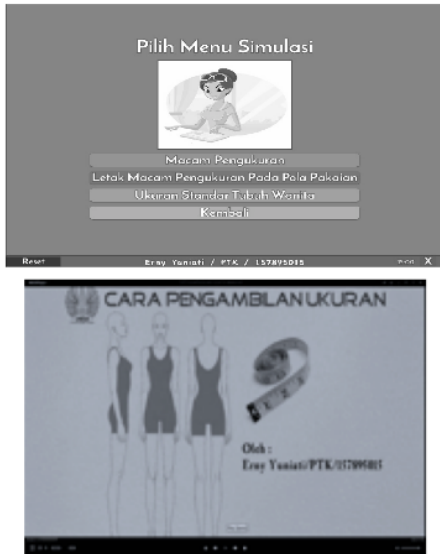 Pilih Menu Simulasi
Macam Pengukuran
Letak Macam Pengukuran Pada Pola Pakaian
Ukuran Standar Tubuh Wanita
Kembali
Reset
Erny Yuniati / PTK / 157895015
X
CARA PENGAMBILAN UKURAN
Oleh :
Erny Yuniati/PTK/157895015